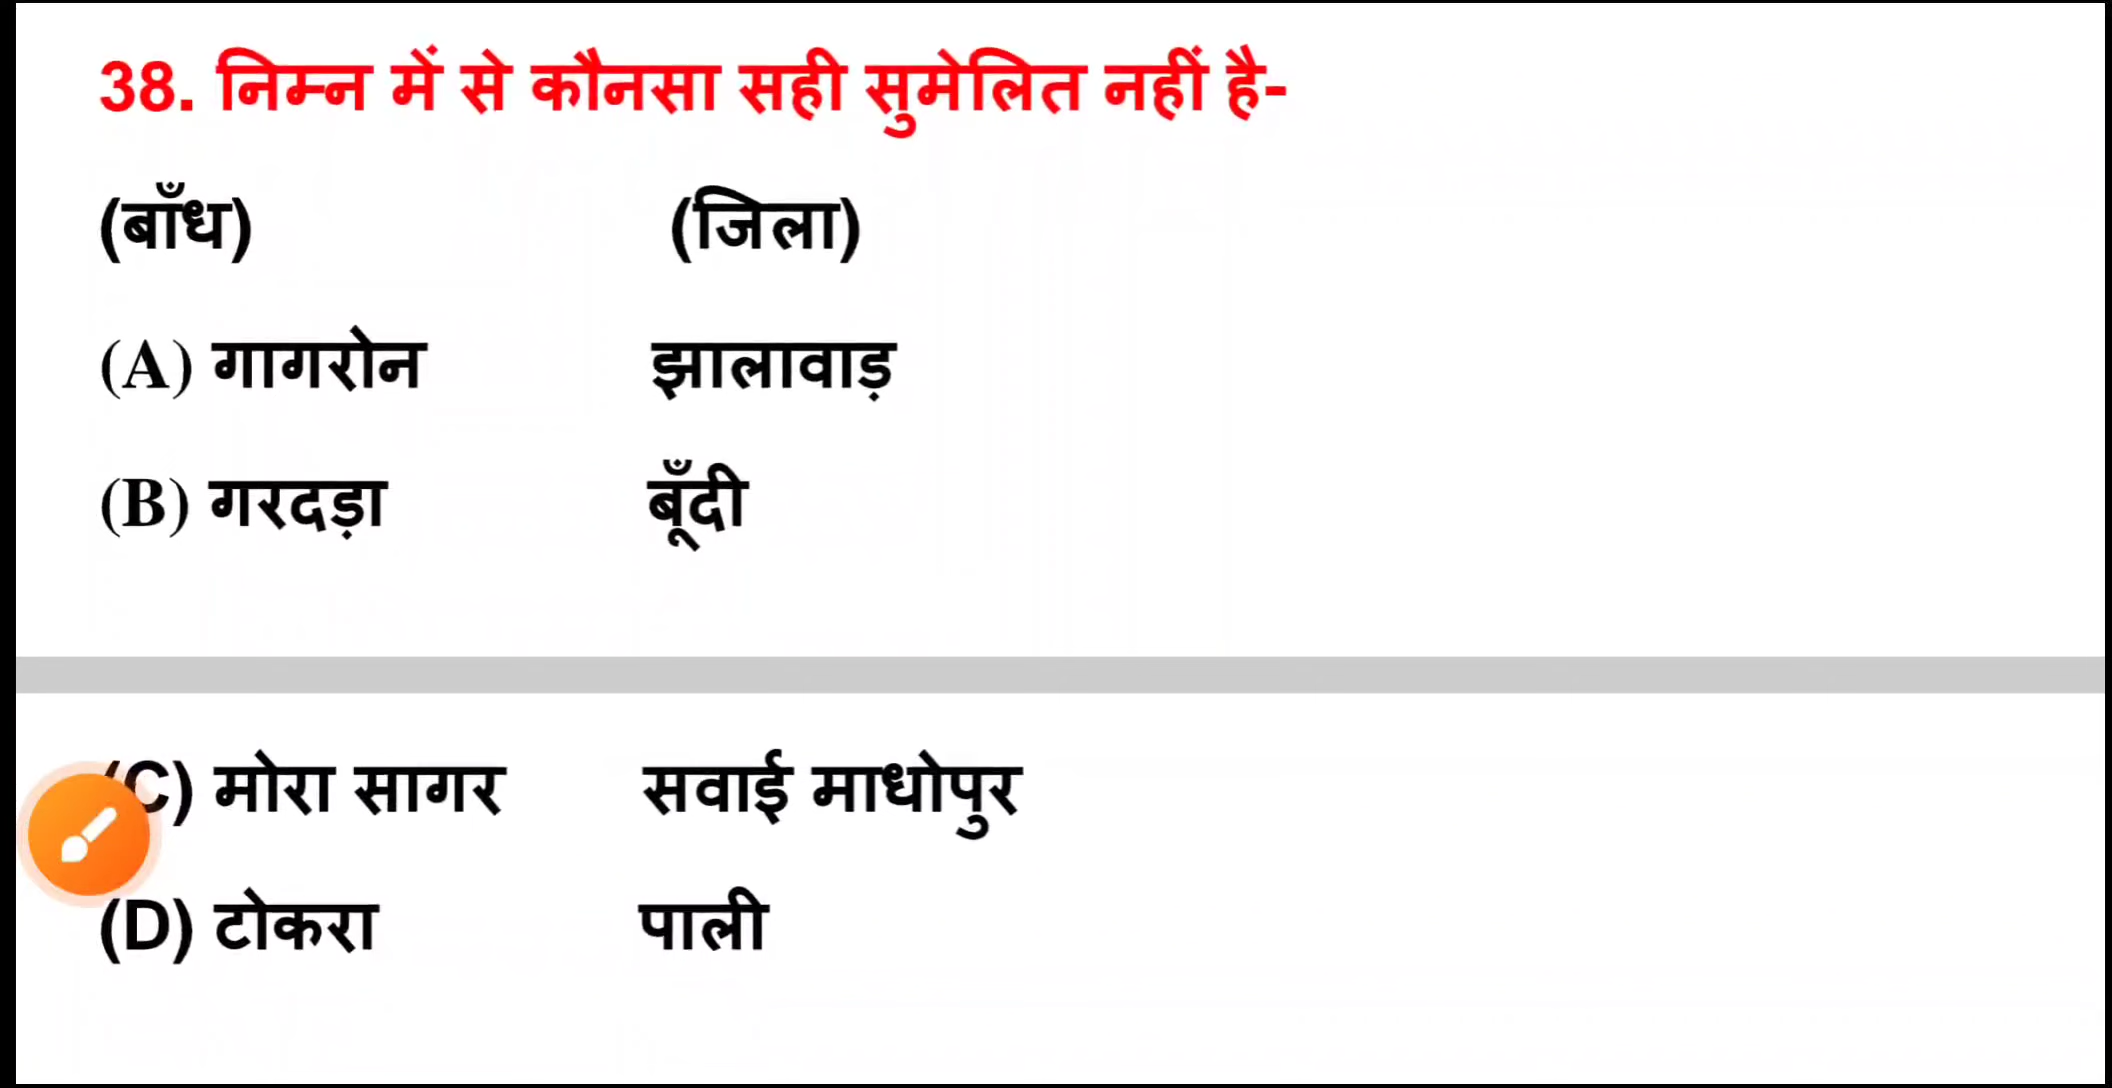 38. निम्न में से कौनसा सही सुमेलित नहीं है-
(बाँध) (जिला)
(A) गागरोन झालावाड़
(B) गरदड़ा बूँदी
(C) मोरा सागर सवाई माधोपुर
(D) टोकरा पाली